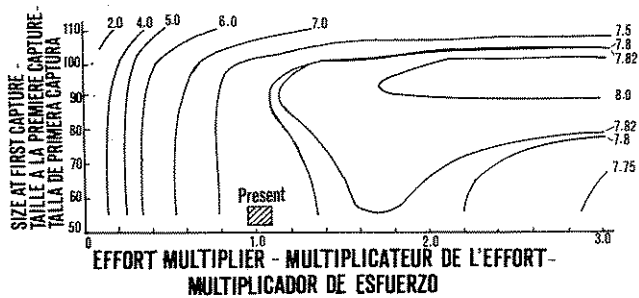 2.0 4.0 5.0 6.0 7.0
7.5
7.8
7.82
8.0
7.82
7.8
7.75
SIZE AT FIRST CAPTURE -
TAILLE A LA PREMIÈRE CAPTURE-
TALLA DE PRIMERA CAPTURA
110
100
90
80
70
60
50
Present
0 1.0 2.0 3.0
EFFORT MULTIPLIER - MULTIPLICATEUR DE L'EFFORT-
MULTIPLICADOR DE ESFUERZO